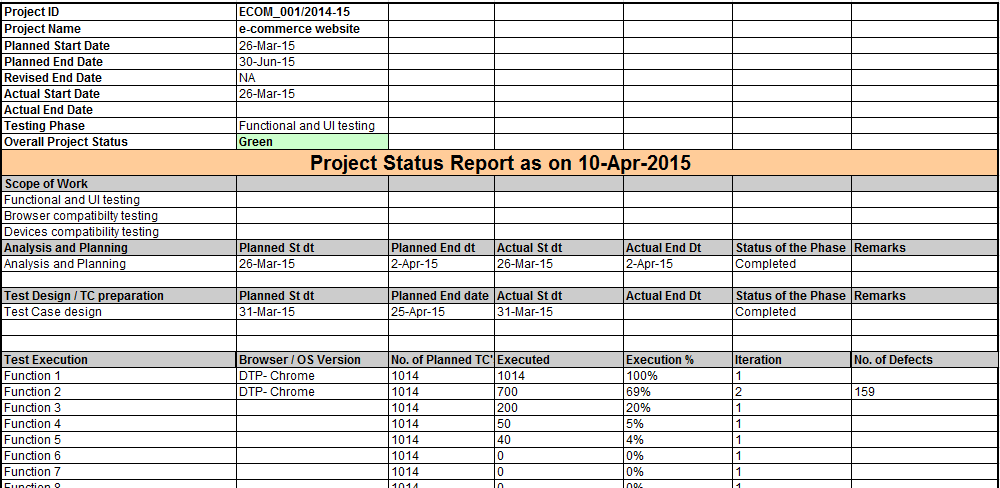 Project ID ECOM_001/2014-15
Project Name e-commerce website
Planned Start Date 26-Mar-15
Planned End Date 30-Jun-15
Revised End Date NA
Actual Start Date 26-Mar-15
Actual End Date
Testing Phase Functional and UI testing
Overall Project Status Green
Project Status Report as on 10-Apr-2015
Scope of Work
Functional and UI testing
Browser compatibilty testing
Devices compatibility testing
Analysis and Planning Planned St dt Planned End dt Actual St dt Actual End Dt Status of the Phase Remarks
Analysis and Planning 26-Mar-15 2-Apr-15 26-Mar-15 2-Apr-15 Completed
Test Design / TC preparation Planned St dt Planned End date Actual St dt Actual End Dt Status of the Phase Remarks
Test Case design 31-Mar-15 25-Apr-15 31-Mar-15 Completed
Test Execution Browser / OS Version No. of Planned TC' Executed Execution % Iteration No. of Defects
Function 1 DTP- Chrome 1014 1014 100% 1
Function 2 DTP- Chrome 1014 700 69% 2 159
Function 3 1014 200 20% 1
Function 4 1014 50 5% 1
Function 5 1014 40 4% 1
Function 6 1014 0 0% 1
Function 7 1014 0 0% 1
Function 8 1014 0 0% 1